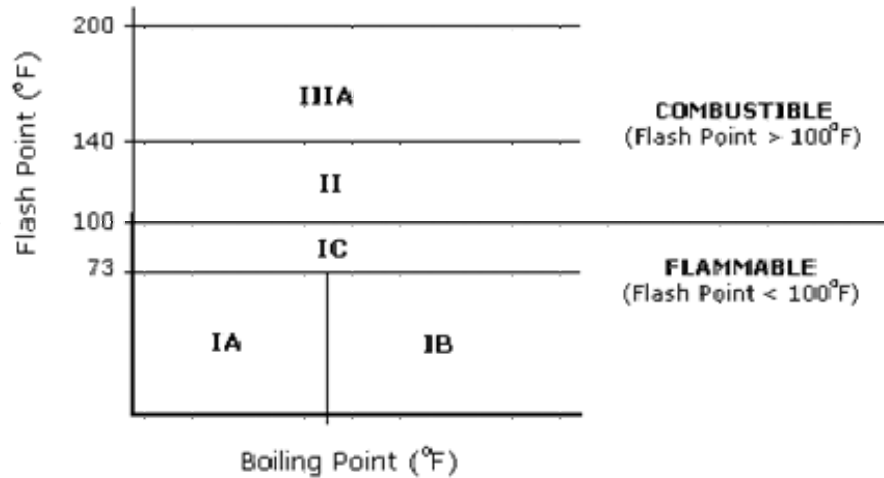 200
IIIA
COMBUSTIBLE
(Flash Point > 100°F)
140
II
100
IC
73
FLAMMABLE
(Flash Point < 100°F)
IA
IB
Flash Point (°F)
Boiling Point (°F)